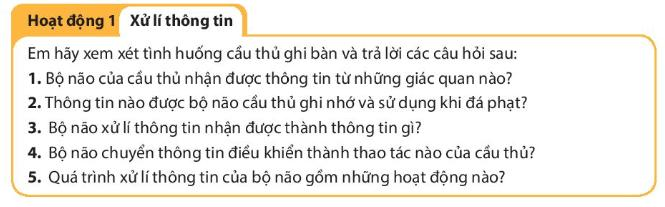 Hoạt động 1 Xử lí thông tin
Em hãy xem xét tình huống cầu thủ ghi bàn và trả lời các câu hỏi sau:
1. Bộ não của cầu thủ nhận được thông tin từ những giác quan nào?
2. Thông tin nào được bộ não cầu thủ ghi nhớ và sử dụng khi đá phạt?
3. Bộ não xử lí thông tin nhận được thành thông tin gì?
4. Bộ não chuyển thông tin điều khiển thành thao tác nào của cầu thủ?
5. Quá trình xử lí thông tin của bộ não gồm những hoạt động nào?